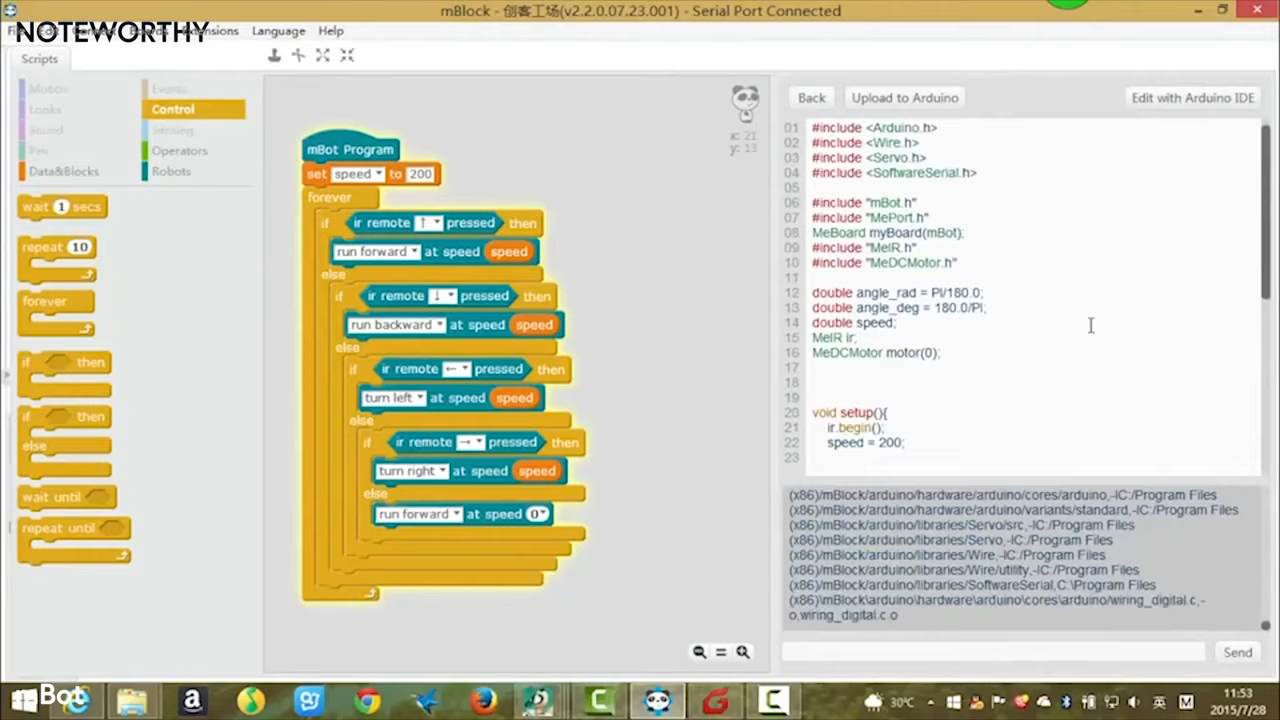 mBlock - 创客工场(v2.2.0.07.23.001) - Serial Port Connected
NOTEWORTHY
Extensions Language Help
Scripts
Motion Events
Looks Control
Sound Sensing
Pen Operators
Data&Blocks Robots
wait 1 secs
repeat 10
forever
if then
if then
else
wait until
repeat until
x: 21
y: 13
mBot Program
set speed to 200
forever
if ir remote ↑ pressed then
run forward at speed speed
else
if ir remote ↓ pressed then
run backward at speed speed
else
if ir remote ← pressed then
turn left at speed speed
else
if ir remote → pressed then
turn right at speed speed
else
run forward at speed 0
Back Upload to Arduino Edit with Arduino IDE
01 #include <Arduino.h>
02 #include <Wire.h>
03 #include <Servo.h>
04 #include <SoftwareSerial.h>
05
06 #include "mBot.h"
07 #include "MePort.h"
08 MeBoard myBoard(mBot);
09 #include "MeIR.h"
10 #include "MeDCMotor.h"
11
12 double angle_rad = PI/180.0;
13 double angle_deg = 180.0/PI;
14 double speed;
15 MeIR ir;
16 MeDCMotor motor(0);
17
18
19
20 void setup(){
21 ir.begin();
22 speed = 200;
23
(x86)/mBlock/arduino/hardware/arduino/cores/arduino,-IC:/Program Files
(x86)/mBlock/arduino/hardware/arduino/variants/standard,-IC:/Program Files
(x86)/mBlock/arduino/libraries/Servo/src,-IC:/Program Files
(x86)/mBlock/arduino/libraries/Servo,-IC:/Program Files
(x86)/mBlock/arduino/libraries/Wire,-IC:/Program Files
(x86)/mBlock/arduino/libraries/Wire/utility,-IC:/Program Files
(x86)/mBlock/arduino/libraries/SoftwareSerial,C:\Program Files
(x86)\mBlock\arduino\hardware\arduino\cores\arduino/wiring_digital.c,-
o,wiring_digital.c.o
Send
mBot
30℃
英
M
11:53
2015/7/28